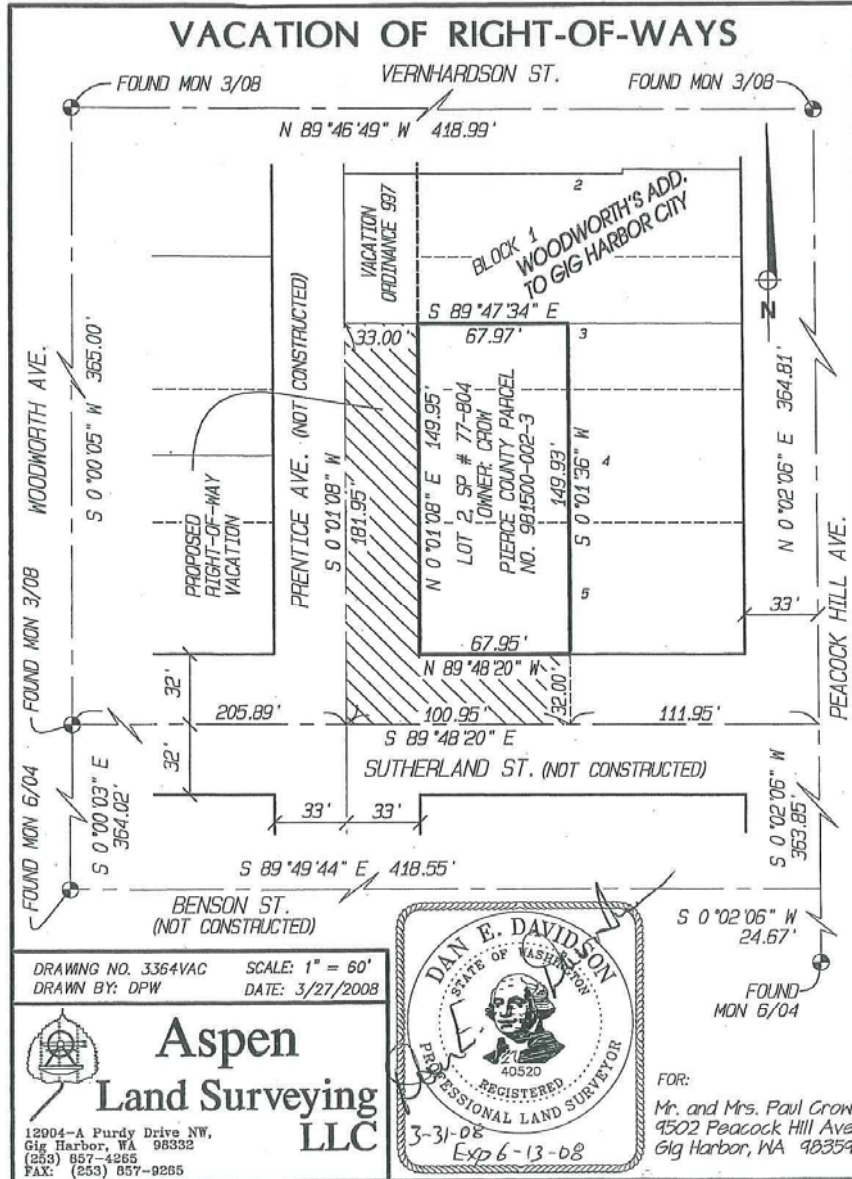 VACATION OF RIGHT-OF-WAYS
VERNHARDSON ST.
FOUND MON 3/08
FOUND MON 3/08
N 89°46'49" W 418.99'
VACATION
ORDINANCE 997
2
BLOCK 1
WOODWORTH'S ADD.
TO GIG HARBOR CITY
S 89°47'34" E
33.00'
67.97'
3
N
WOODWORTH AVE.
S 0°00'05" W 365.00'
PROPOSED
RIGHT-OF-WAY
VACATION
PRENTICE AVE. (NOT CONSTRUCTED)
S 0°01'08" W
181.95'
N 0°01'08" E 149.95'
LOT 2, SP # 77-804
OWNER: CROW
PIERCE COUNTY PARCEL
NO. 981500-002-3
149.93'
S 0°01'36" W
4
5
N 0°02'06" E 364.81'
33'
PEACOCK HILL AVE.
67.95'
N 89°48'20" W
32.00'
FOUND MON 3/08
32'
205.89'
100.95'
111.95'
S 89°48'20" E
32'
SUTHERLAND ST. (NOT CONSTRUCTED)
FOUND MON 6/04
S 0°00'03" E
364.02'
33'
33'
S 0°02'06" W
363.85'
S 89°49'44" E 418.55'
BENSON ST.
(NOT CONSTRUCTED)
S 0°02'06" W
24.67'
FOUND
MON 6/04
DRAWING NO. 3364VAC SCALE: 1" = 60'
DRAWN BY: DPW DATE: 3/27/2008
Aspen
Land Surveying
LLC
12904-A Purdy Drive NW,
Gig Harbor, WA 98332
(253) 857-4265
FAX: (253) 857-9265
DAN E. DAVIDSON
STATE OF WASHINGTON
40520
REGISTERED
PROFESSIONAL LAND SURVEYOR
3-31-08
Exp 6-13-08
FOR:
Mr. and Mrs. Paul Crow
9502 Peacock Hill Ave
Gig Harbor, WA 98359